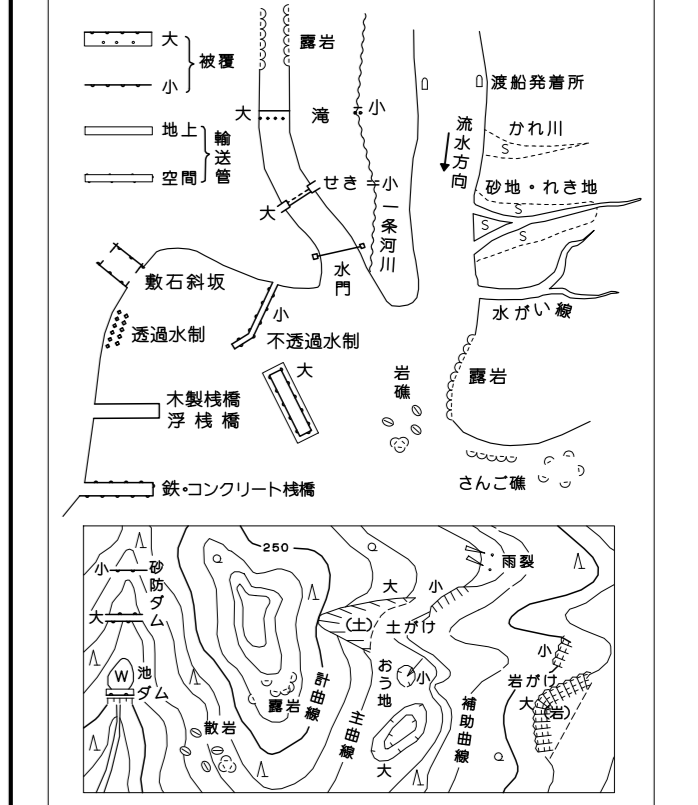 大
小
被覆
地上
空間
輸送管
露岩
大
滝
小
せき
小
大
一条河川
水門
流水方向
渡船発着所
かれ川
S
砂地・れき地
S
S
S
水がい線
敷石斜坂
透過水制
小
不透過水制
大
木製桟橋
浮桟橋
鉄・コンクリート桟橋
岩礁
露岩
さんご礁
250
小
砂防ダム
大
W
池
ダム
散岩
露岩
計曲線
主曲線
大
小
(土)
土がけ
おう地
小
大
補助曲線
雨裂
小
岩がけ
大
(岩)